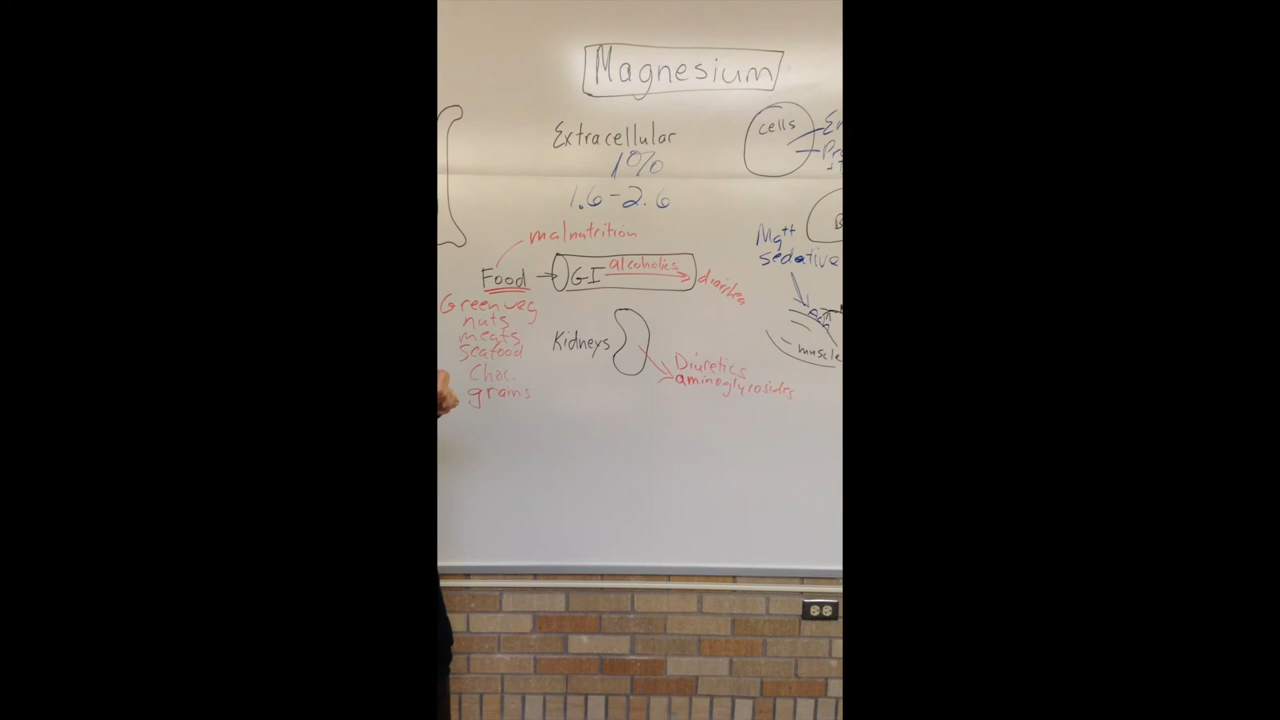 Magnesium
Extracellular
1%
1.6-2.6
malnutrition
Food
GI
alcoholics
diarrhea
Green veg
nuts
meats
Seafood
Choc.
grains
Kidneys
Diuretics
aminoglycosides
cells
Mg++
sedative
muscle